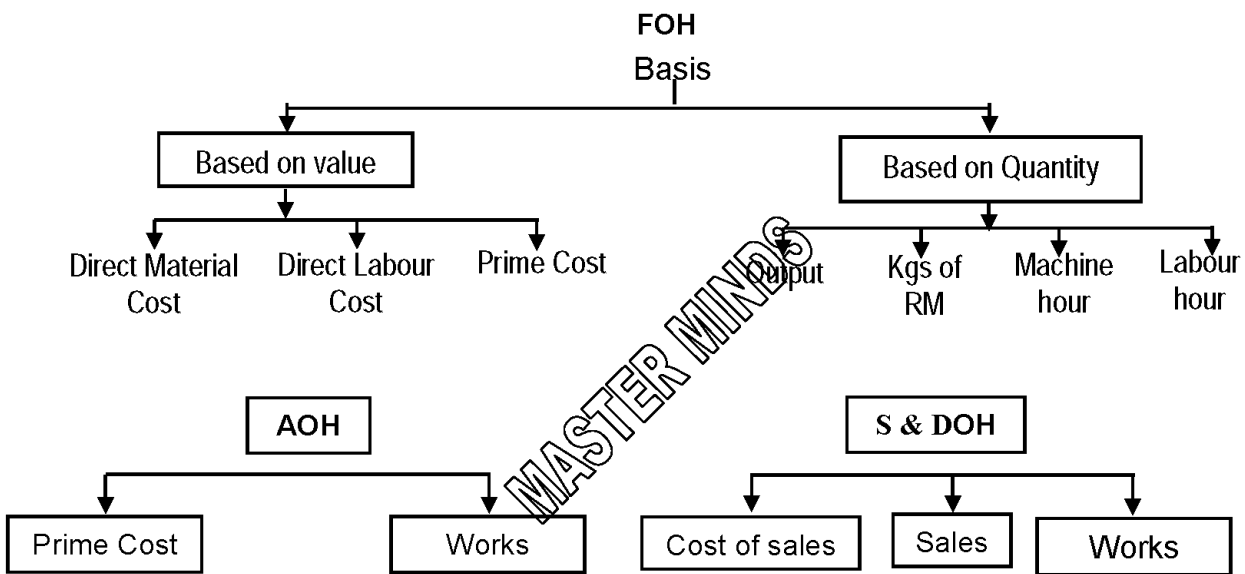 FOH
Basis
Based on value
Based on Quantity
Direct Material
Cost
Direct Labour
Cost
Prime Cost
Output
Kgs of
RM
Machine
hour
Labour
hour
MASTER MINDS
AOH
S & DOH
Prime Cost
Works
Cost of sales
Sales
Works